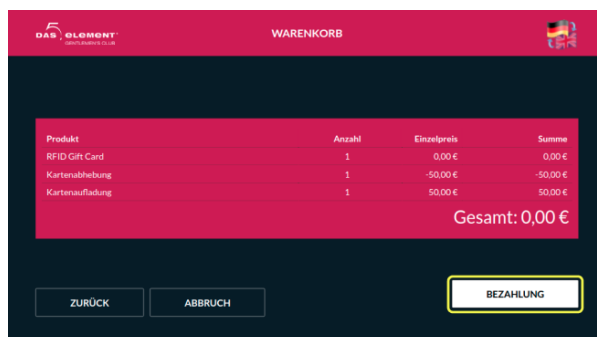 5
DAS ELEMENT
GENTLEMEN'S CLUB
WARENKORB
Produkt Anzahl Einzelpreis Summe
RFID Gift Card 1 0,00 € 0,00 €
Kartenabhebung 1 -50,00 € -50,00 €
Kartenaufladung 1 50,00 € 50,00 €
Gesamt: 0,00 €
ZURÜCK ABBRUCH BEZAHLUNG